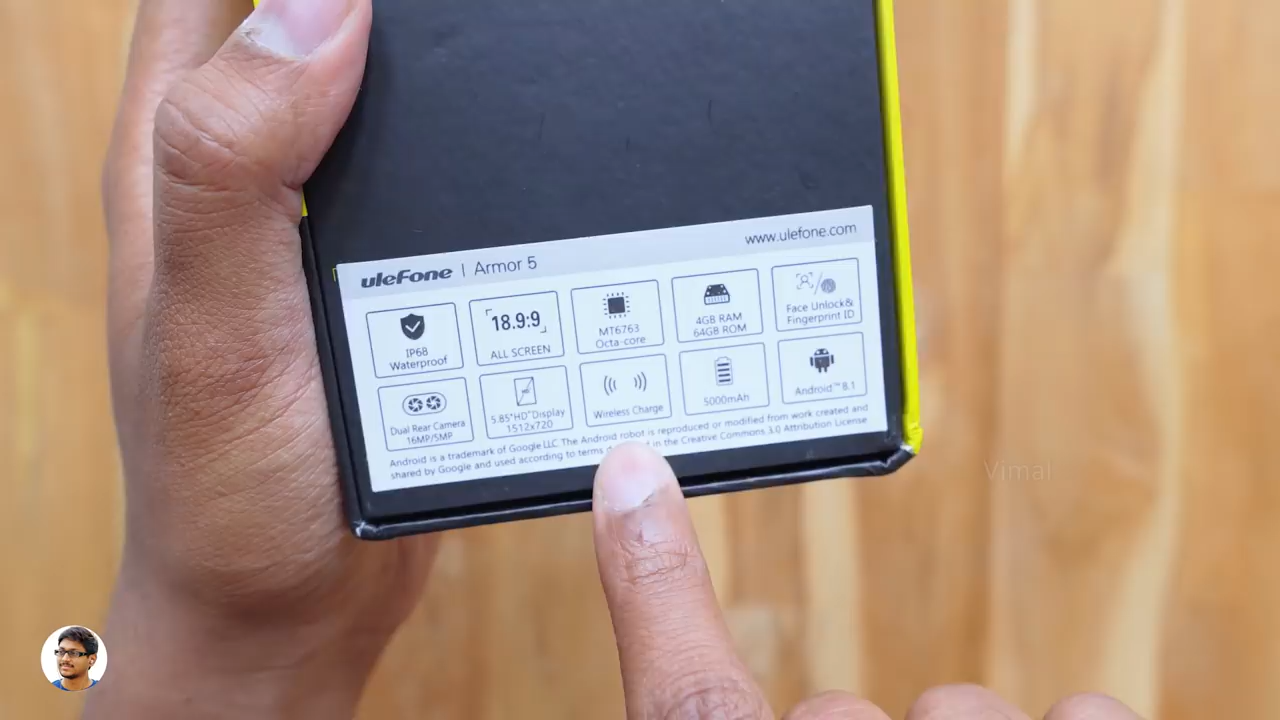 uleFone | Armor 5
www.ulefone.com
IP68
Waterproof
18.9:9
ALL SCREEN
MT6763
Octa-core
4GB RAM
64GB ROM
Face Unlock&
Fingerprint ID
Dual Rear Camera
16MP/5MP
HD
5.85"HD⁺Display
1512x720
Wireless Charge
5000mAh
Android™ 8.1
Android is a trademark of Google LLC The Android robot is reproduced or modified from work created and
shared by Google and used according to terms in the Creative Commons 3.0 Attribution License
Vimal